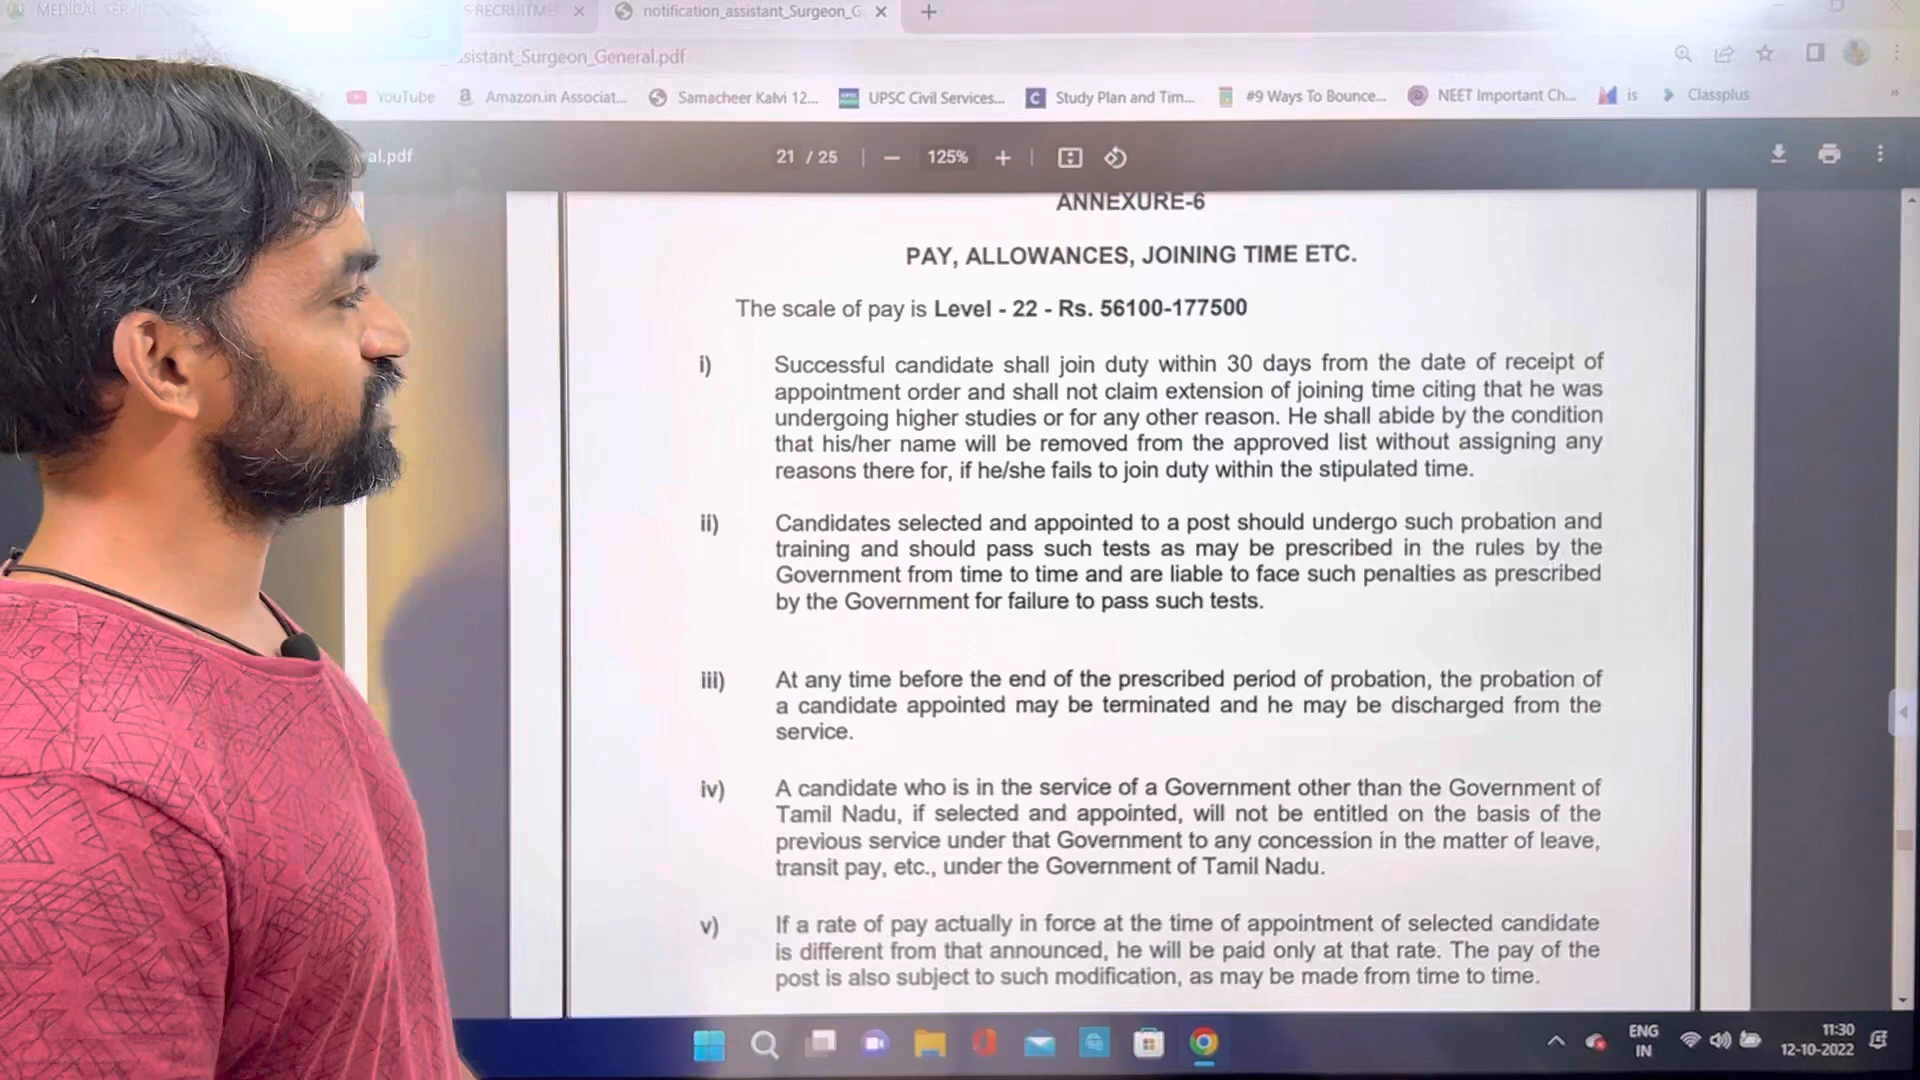 MEDICAL SERVICES
S RECRUITME
notification_assistant_Surgeon_G
sistant_Surgeon_General.pdf
YouTube
Amazon.in Associat...
Samacheer Kalvi 12...
UPSC Civil Services...
Study Plan and Tim...
#9 Ways To Bounce...
NEET Important Ch...
is
Classplus
al.pdf
21 / 25
125%
ANNEXURE-6
PAY, ALLOWANCES, JOINING TIME ETC.
The scale of pay is Level - 22 - Rs. 56100-177500
i) Successful candidate shall join duty within 30 days from the date of receipt of
appointment order and shall not claim extension of joining time citing that he was
undergoing higher studies or for any other reason. He shall abide by the condition
that his/her name will be removed from the approved list without assigning any
reasons there for, if he/she fails to join duty within the stipulated time.
ii) Candidates selected and appointed to a post should undergo such probation and
training and should pass such tests as may be prescribed in the rules by the
Government from time to time and are liable to face such penalties as prescribed
by the Government for failure to pass such tests.
iii) At any time before the end of the prescribed period of probation, the probation of
a candidate appointed may be terminated and he may be discharged from the
service.
iv) A candidate who is in the service of a Government other than the Government of
Tamil Nadu, if selected and appointed, will not be entitled on the basis of the
previous service under that Government to any concession in the matter of leave,
transit pay, etc., under the Government of Tamil Nadu.
v) If a rate of pay actually in force at the time of appointment of selected candidate
is different from that announced, he will be paid only at that rate. The pay of the
post is also subject to such modification, as may be made from time to time.
ENG
IN
11:30
12-10-2022